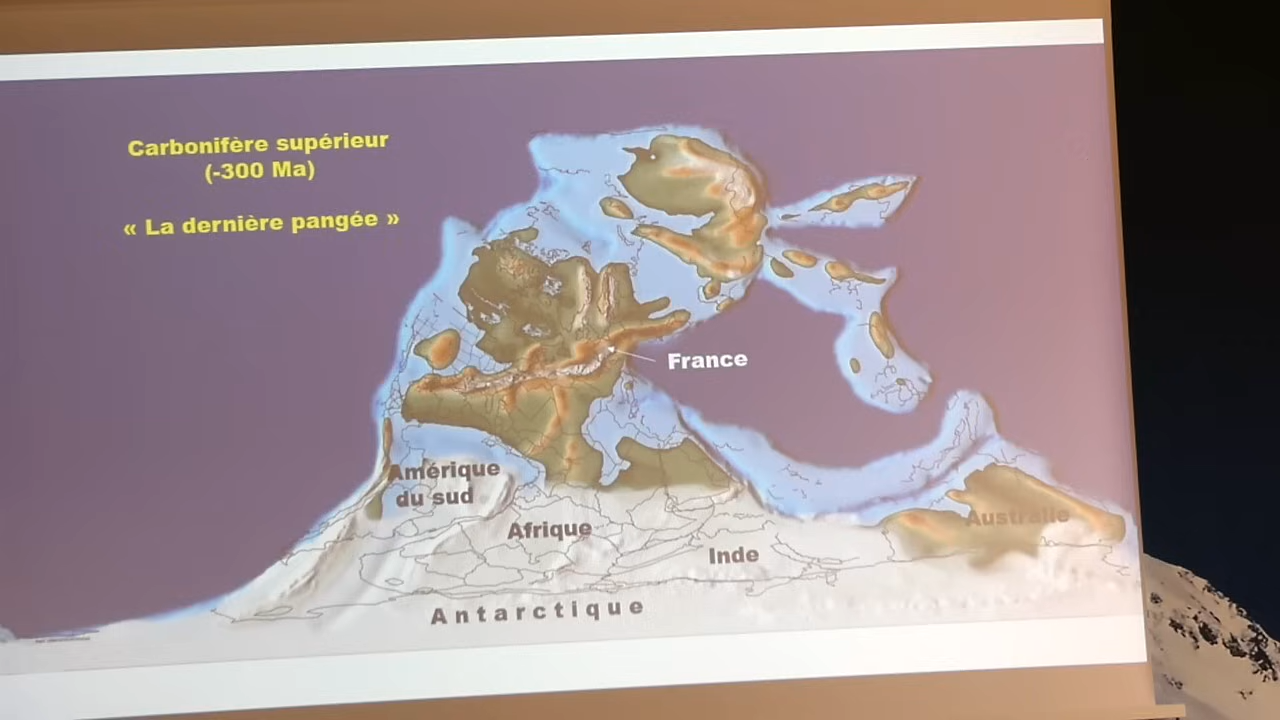 Carbonifère supérieur
(-300 Ma)
« La dernière pangée »
France
Amérique
du sud
Afrique
Australie
Inde
Antarctique